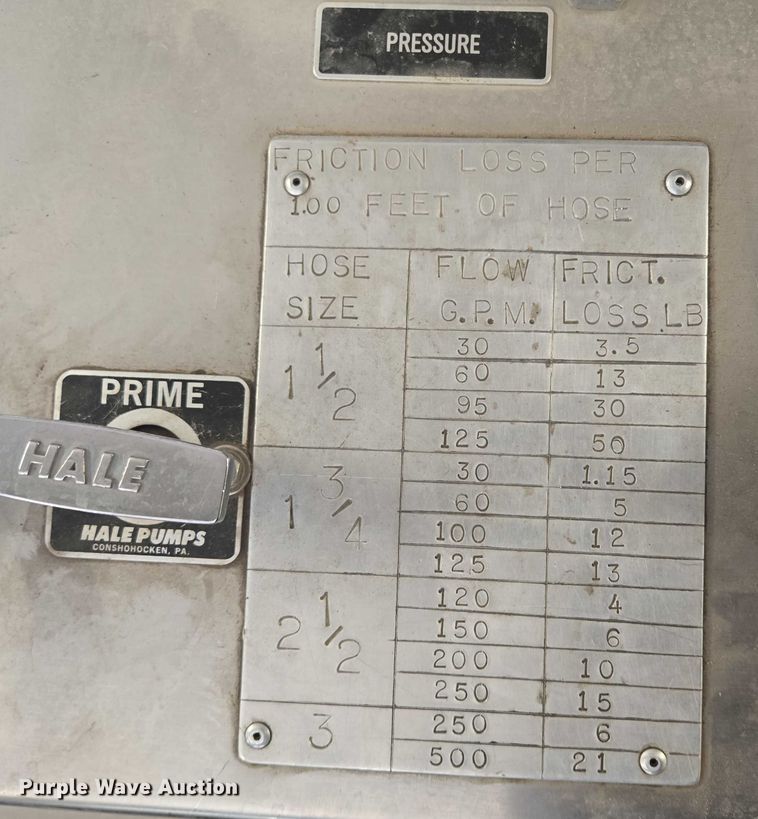 PRESSURE
FRICTION LOSS PER
1.00 FEET OF HOSE
HOSE SIZE FLOW G.P.M. FRICT. LOSS LB
1 1/2
30 3.5
60 13
95 30
125 50
1 3/4
30 1.15
60 5
100 12
125 13
2 1/2
120 4
150 6
200 10
250 15
3
250 6
500 21
PRIME
HALE
HALE PUMPS
CONSHOHOCKEN, PA.
Purple Wave Auction